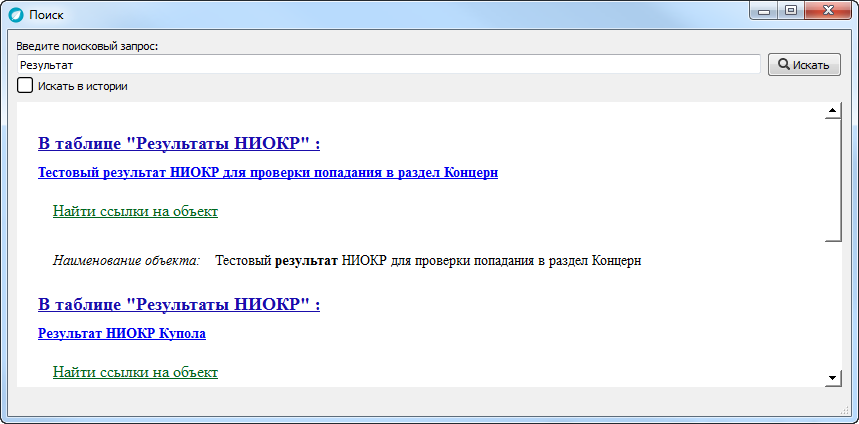 Поиск
Введите поисковый запрос:
Результат
Искать
Искать в истории
В таблице "Результаты НИОКР" :
Тестовый результат НИОКР для проверки попадания в раздел Концерн
Найти ссылки на объект
Наименование объекта: Тестовый результат НИОКР для проверки попадания в раздел Концерн
В таблице "Результаты НИОКР" :
Результат НИОКР Купола
Найти ссылки на объект